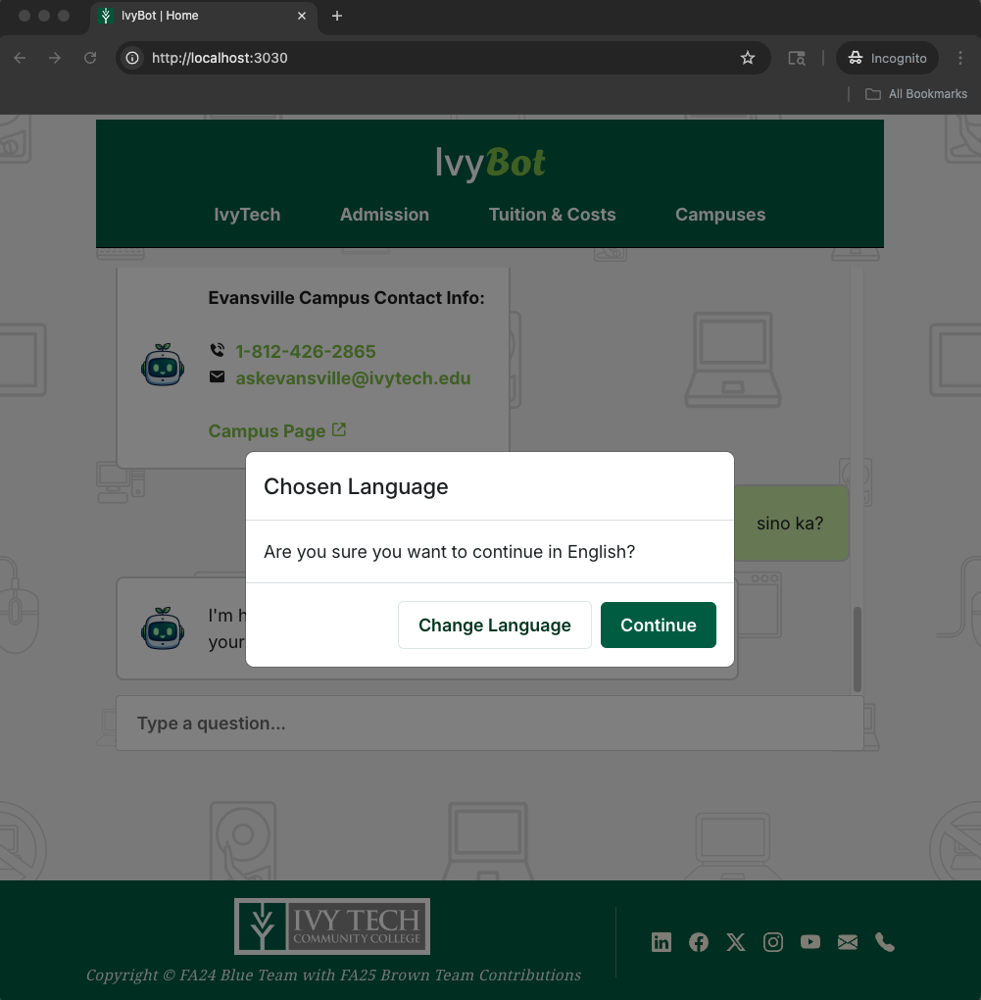 IvyBot | Home
http://localhost:3030
Incognito
All Bookmarks
IvyBot
IvyTech Admission Tuition & Costs Campuses
Evansville Campus Contact Info:
1-812-426-2865
askevansville@ivytech.edu
Campus Page
Chosen Language
sino ka?
Are you sure you want to continue in English?
I'm
your
Change Language Continue
Type a question...
IVY TECH
COMMUNITY COLLEGE
Copyright © FA24 Blue Team with FA25 Brown Team Contributions